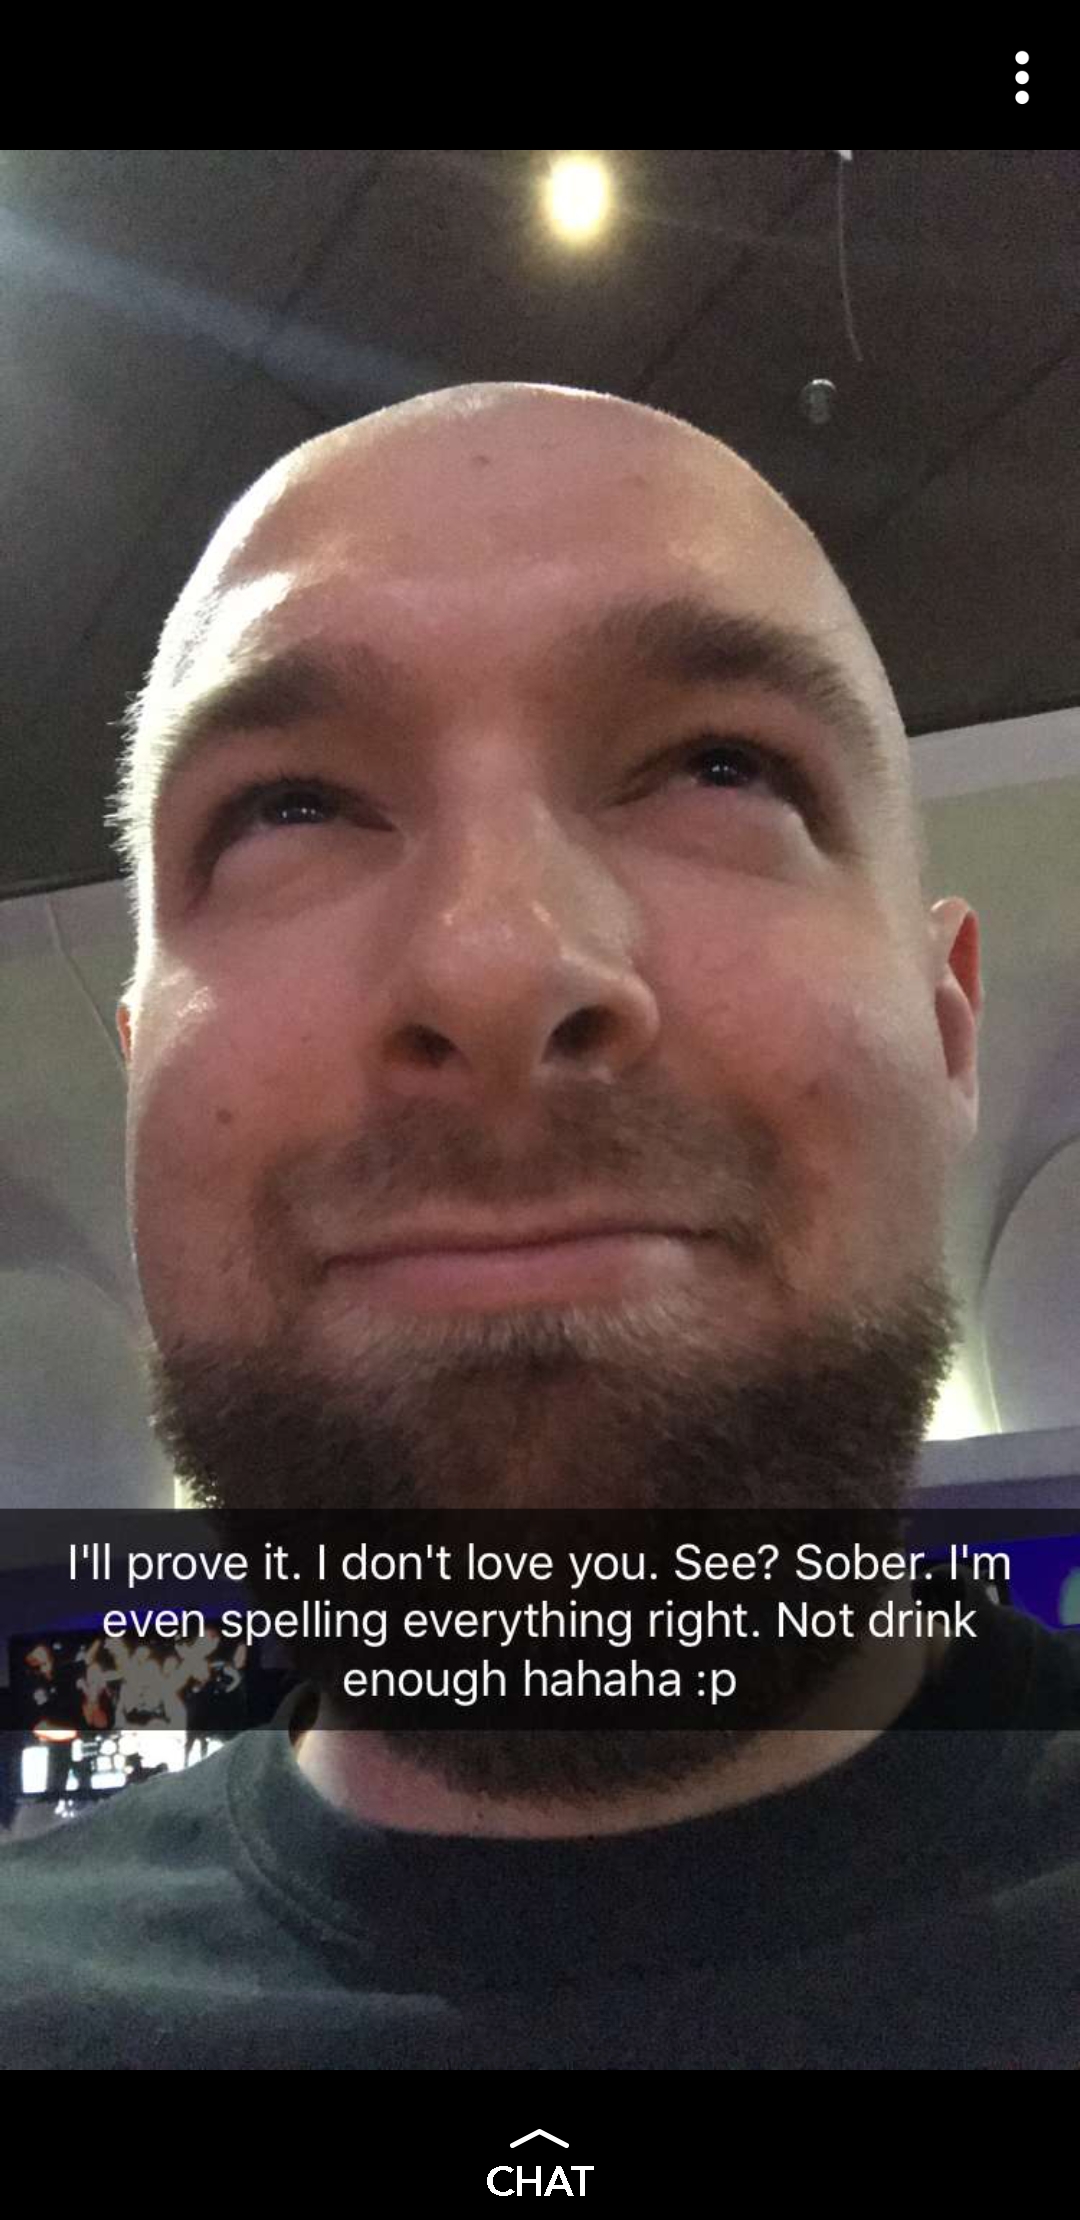 I'll prove it. I don't love you. See? Sober. I'm
even spelling everything right. Not drink
enough hahaha :p
CHAT